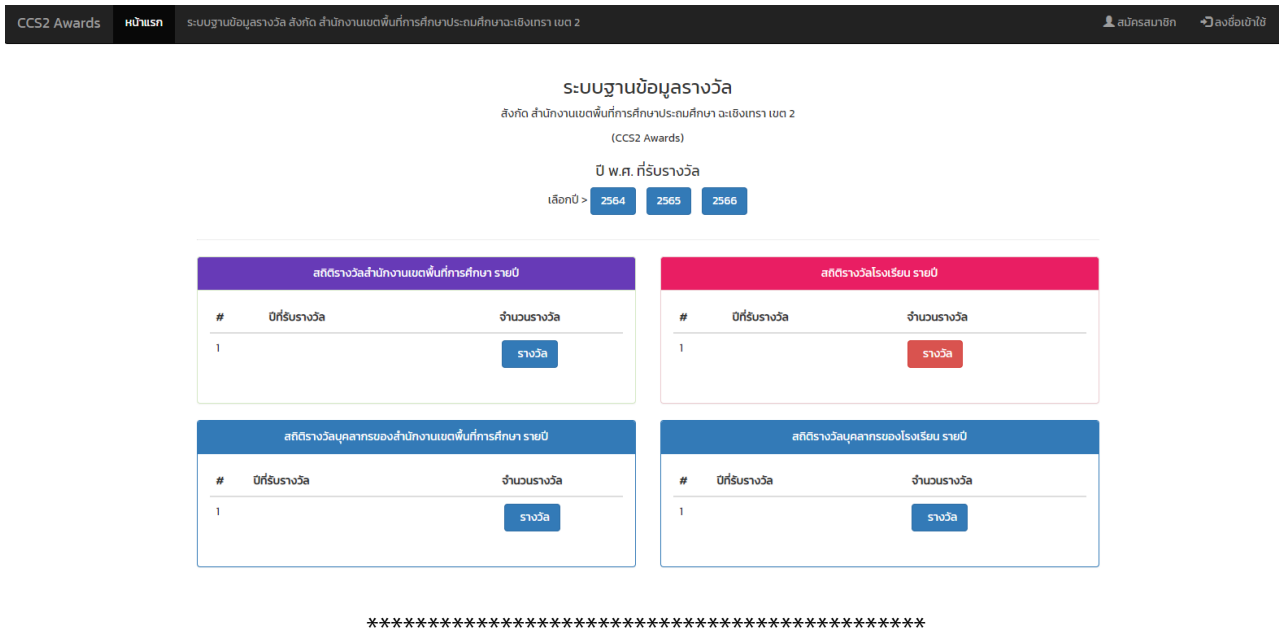 CCS2 Awards หน้าแรก ระบบฐานข้อมูลรางวัล สังกัด สำนักงานเขตพื้นที่การศึกษาประถมศึกษาฉะเชิงเทรา เขต 2 สมัครสมาชิก ลงชื่อเข้าใช้
ระบบฐานข้อมูลรางวัล
สังกัด สำนักงานเขตพื้นที่การศึกษาประถมศึกษา ฉะเชิงเทรา เขต 2
(CCS2 Awards)
ปี พ.ศ. ที่รับรางวัล
เลือกปี > 2564 2565 2566
สถิติรางวัลสำนักงานเขตพื้นที่การศึกษา รายปี
# ปีที่รับรางวัล จำนวนรางวัล
1 รางวัล
สถิติรางวัลโรงเรียน รายปี
# ปีที่รับรางวัล จำนวนรางวัล
1 รางวัล
สถิติรางวัลบุคลากรของสำนักงานเขตพื้นที่การศึกษา รายปี
# ปีที่รับรางวัล จำนวนรางวัล
1 รางวัล
สถิติรางวัลบุคลากรของโรงเรียน รายปี
# ปีที่รับรางวัล จำนวนรางวัล
1 รางวัล
**********************************************